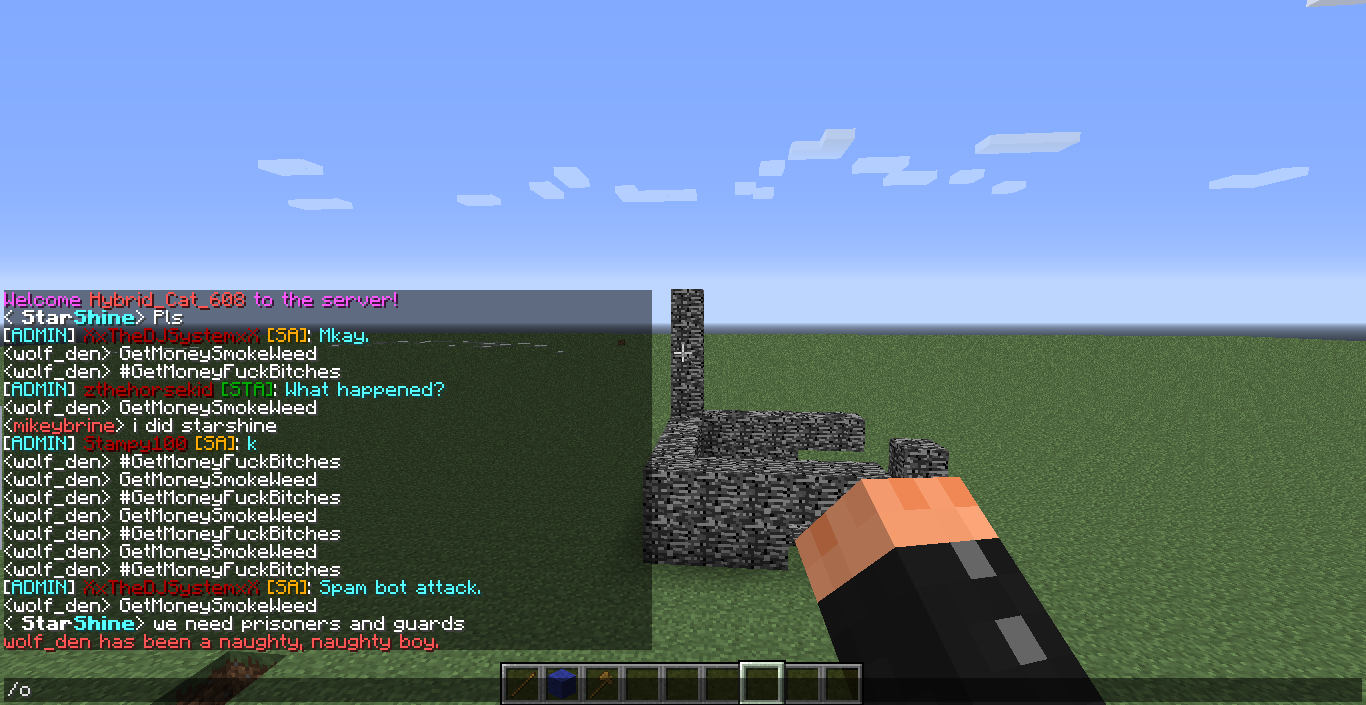 Welcome Hybrid_Cat_608 to the server!
< StarShine> Pls
[ADMIN] XxTheDJSystemxX [SA]: Mkay.
<wolf_den> GetMoneySmokeWeed
<wolf_den> #GetMoneyFuckBitches
[ADMIN] zthehorsekid [STA]: What happened?
<wolf_den> GetMoneySmokeWeed
<mikeybrine> i did starshine
[ADMIN] Stampy100 [SA]: k
<wolf_den> #GetMoneyFuckBitches
<wolf_den> GetMoneySmokeWeed
<wolf_den> #GetMoneyFuckBitches
<wolf_den> GetMoneySmokeWeed
<wolf_den> #GetMoneyFuckBitches
<wolf_den> GetMoneySmokeWeed
<wolf_den> #GetMoneyFuckBitches
[ADMIN] XxTheDJSystemxX [SA]: Spam bot attack.
<wolf_den> GetMoneySmokeWeed
< StarShine> we need prisoners and guards
wolf_den has been a naughty, naughty boy.
/o